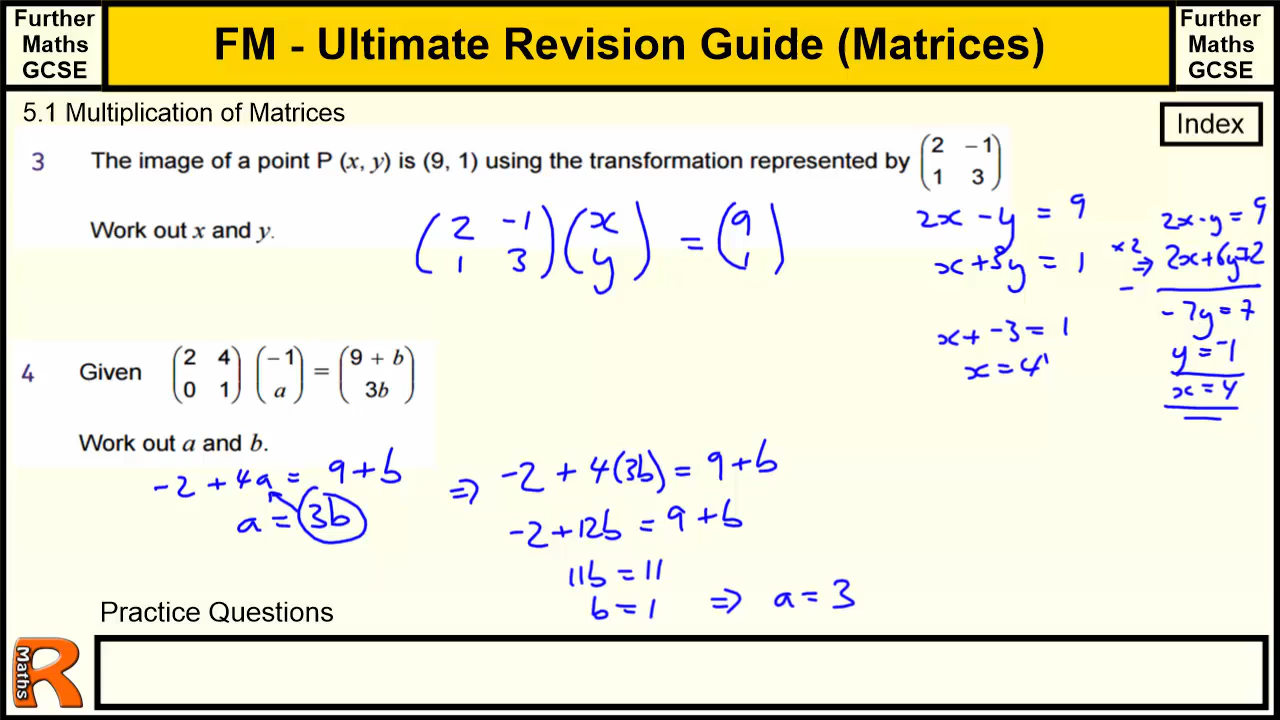 Further
Maths
GCSE
FM - Ultimate Revision Guide (Matrices)
Further
Maths
GCSE
5.1 Multiplication of Matrices
Index
3 The image of a point P (x, y) is (9, 1) using the transformation represented by (2 -1
1 3)
Work out x and y.
(2 -1
1 3) (x
y) = (9
1)
2x - y = 9
x + 3y = 1
x + -3 = 1
x = 4
2x - y = 9
x2 ⇒ 2x + 6y = 2
-
-7y = 7
y = -1
x = 4
4 Given (2 4
0 1) (-1
a) = (9 + b
3b)
Work out a and b.
-2 + 4a = 9 + b
a = 3b
⇒ -2 + 4(3b) = 9 + b
-2 + 12b = 9 + b
11b = 11
b = 1 ⇒ a = 3
Practice Questions
R
Maths